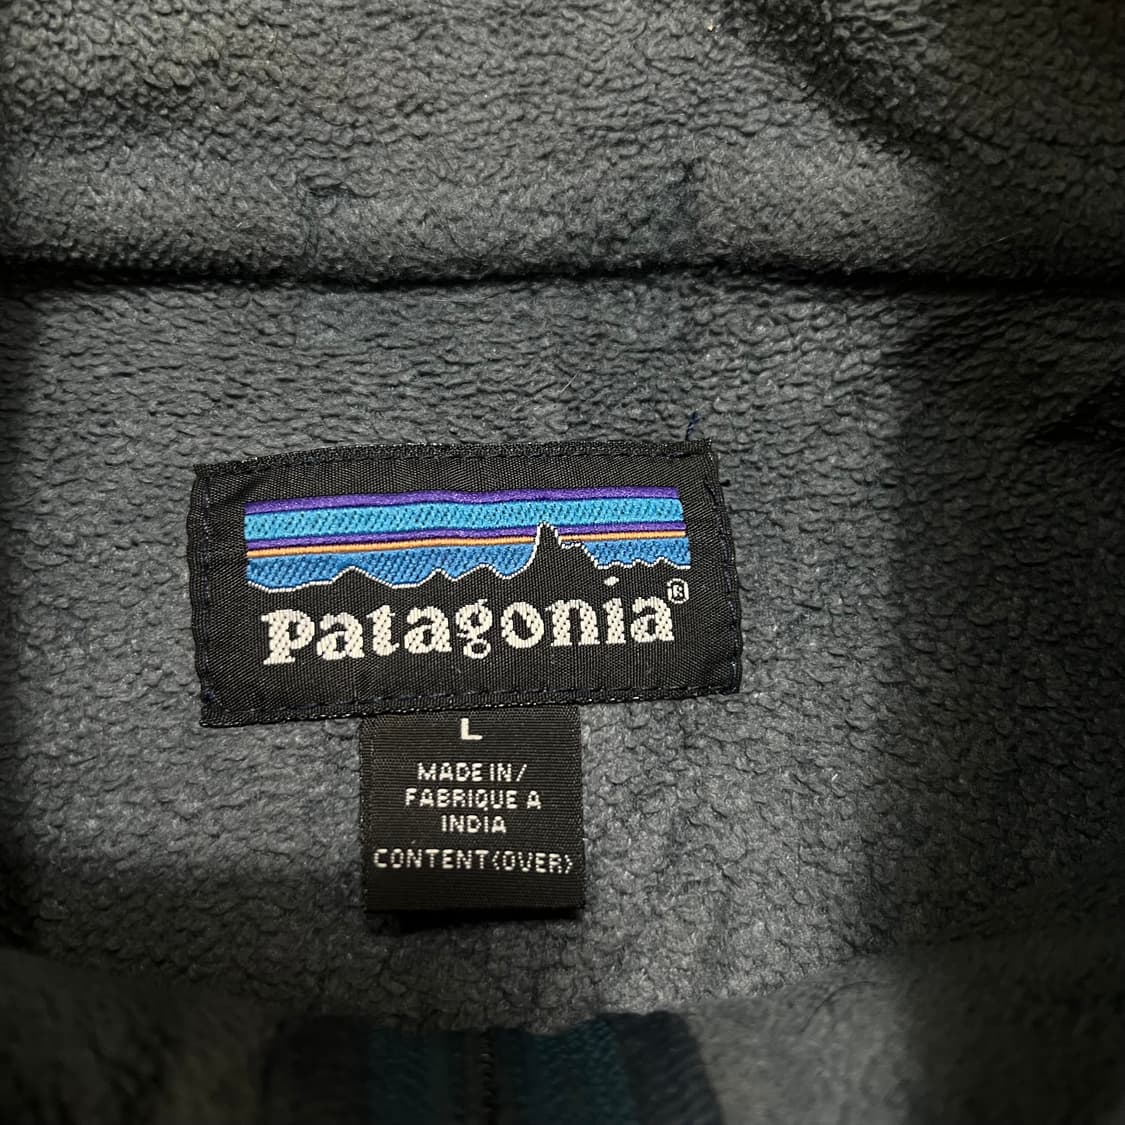 Patagonia®
L
MADE IN/
FABRIQUE A
INDIA
CONTENT(OVER)